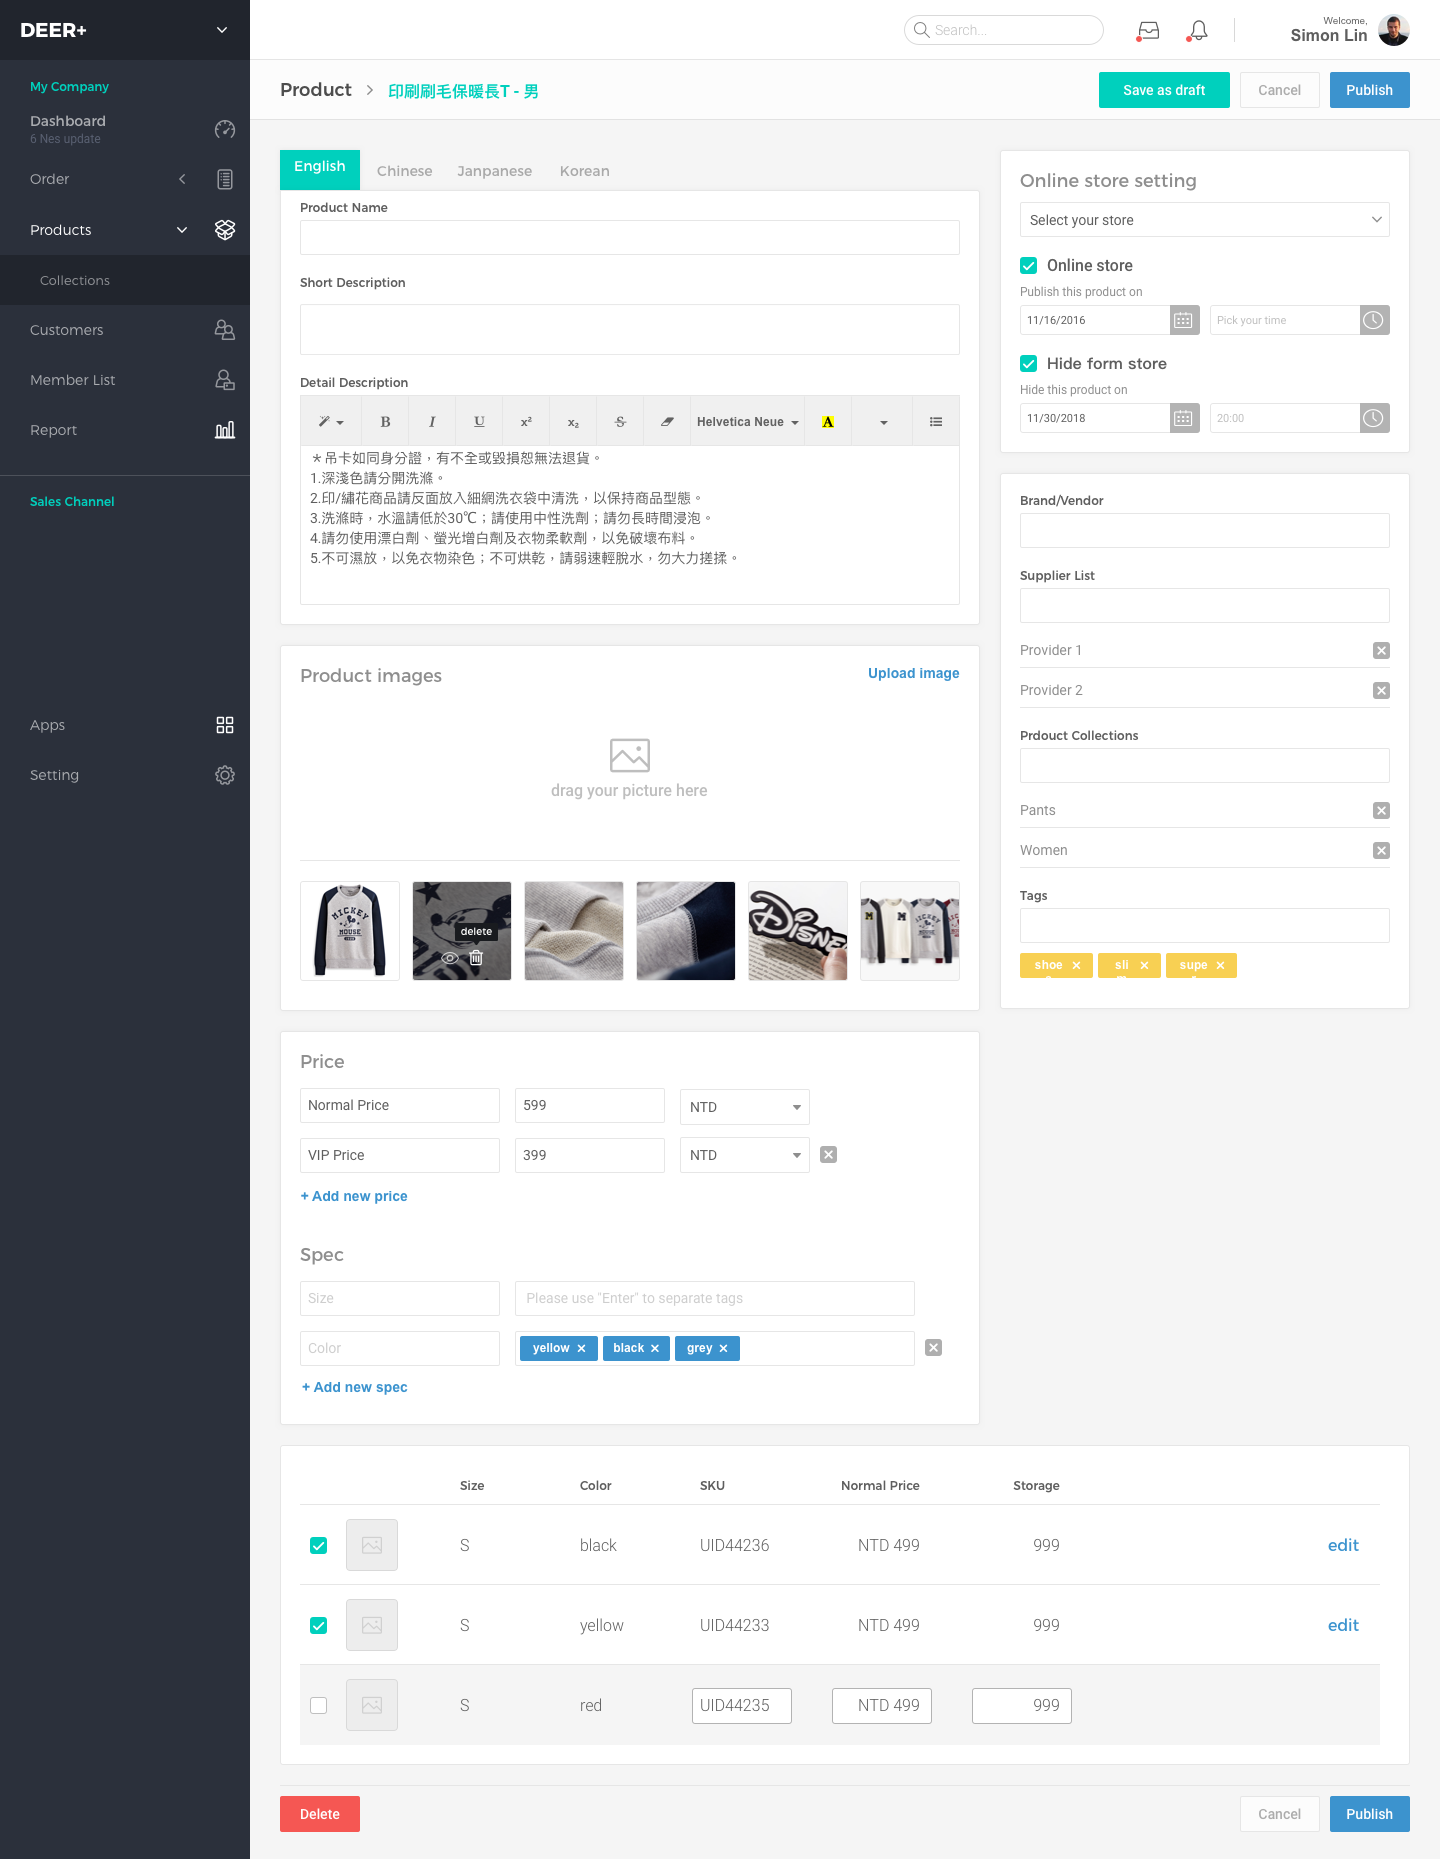 DEER+
Search...
Welcome,
Simon Lin
My Company
Dashboard
6 Nes update
Order
Products
Collections
Customers
Member List
Report
Sales Channel
Apps
Setting
Product > 印刷刷毛保暖長T - 男
Save as draft
Cancel
Publish
English
Chinese
Janpanese
Korean
Product Name
Short Description
Detail Description
B
I
U
x²
x₂
S
Helvetica Neue
A
＊吊卡如同身分證，有不全或毀損恕無法退貨。
1.深淺色請分開洗滌。
2.印/繡花商品請反面放入細網洗衣袋中清洗，以保持商品型態。
3.洗滌時，水溫請低於30℃；請使用中性洗劑；請勿長時間浸泡。
4.請勿使用漂白劑、螢光增白劑及衣物柔軟劑，以免破壞布料。
5.不可濕放，以免衣物染色；不可烘乾，請弱速輕脫水，勿大力搓揉。
Product images
Upload image
drag your picture here
MICKEY
MOUSE
delete
Disney
M
M
Online store setting
Select your store
Online store
Publish this product on
11/16/2016
Pick your time
Hide form store
Hide this product on
11/30/2018
20:00
Brand/Vendor
Supplier List
Provider 1
Provider 2
Prdouct Collections
Pants
Women
Tags
shoe
sli
supe
Price
Normal Price
599
NTD
VIP Price
399
NTD
+ Add new price
Spec
Size
Please use "Enter" to separate tags
Color
yellow
black
grey
+ Add new spec
Size Color SKU Normal Price Storage
S black UID44236 NTD 499 999 edit
S yellow UID44233 NTD 499 999 edit
S red UID44235 NTD 499 999
Delete
Cancel
Publish